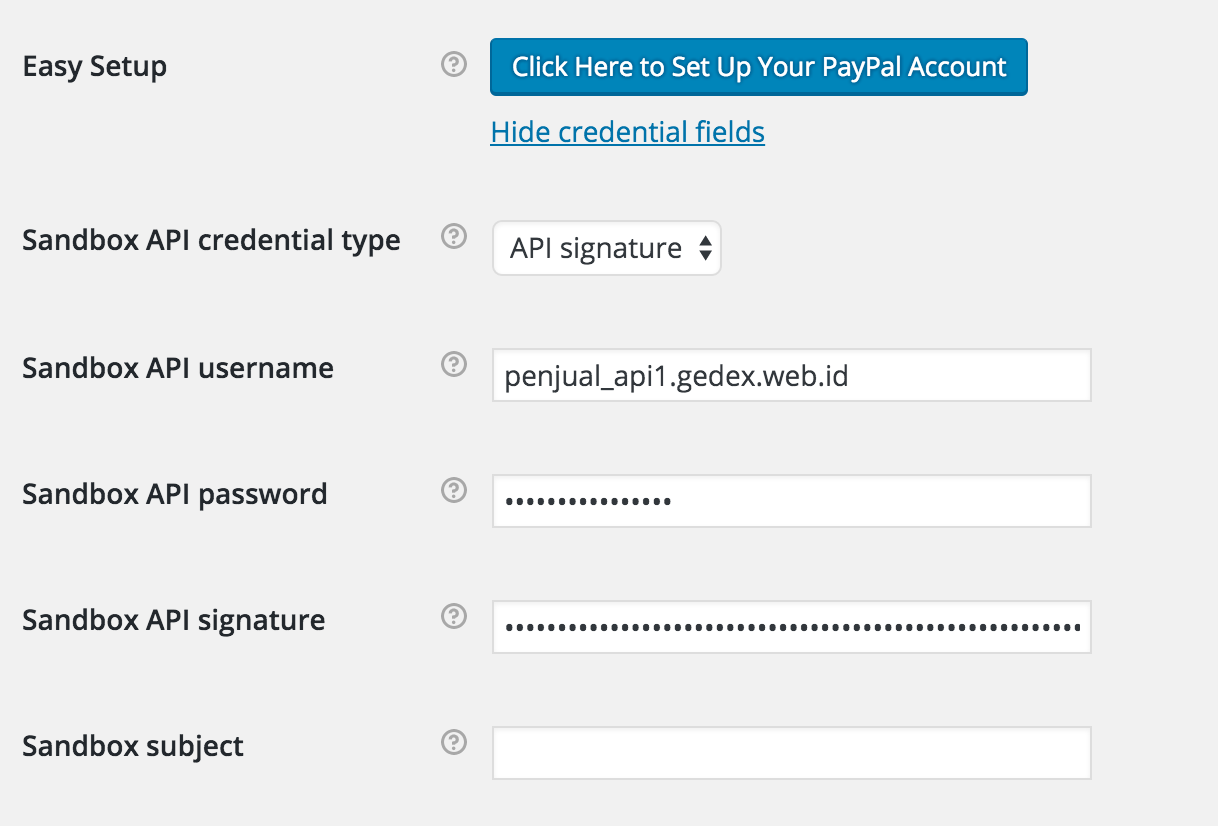 Easy Setup
Click Here to Set Up Your PayPal Account
Hide credential fields
Sandbox API credential type
API signature
Sandbox API username
penjual_api1.gedex.web.id
Sandbox API password
••••••••••••••••
Sandbox API signature
•••••••••••••••••••••••••••••••••••••••••••••••••••••••
Sandbox subject